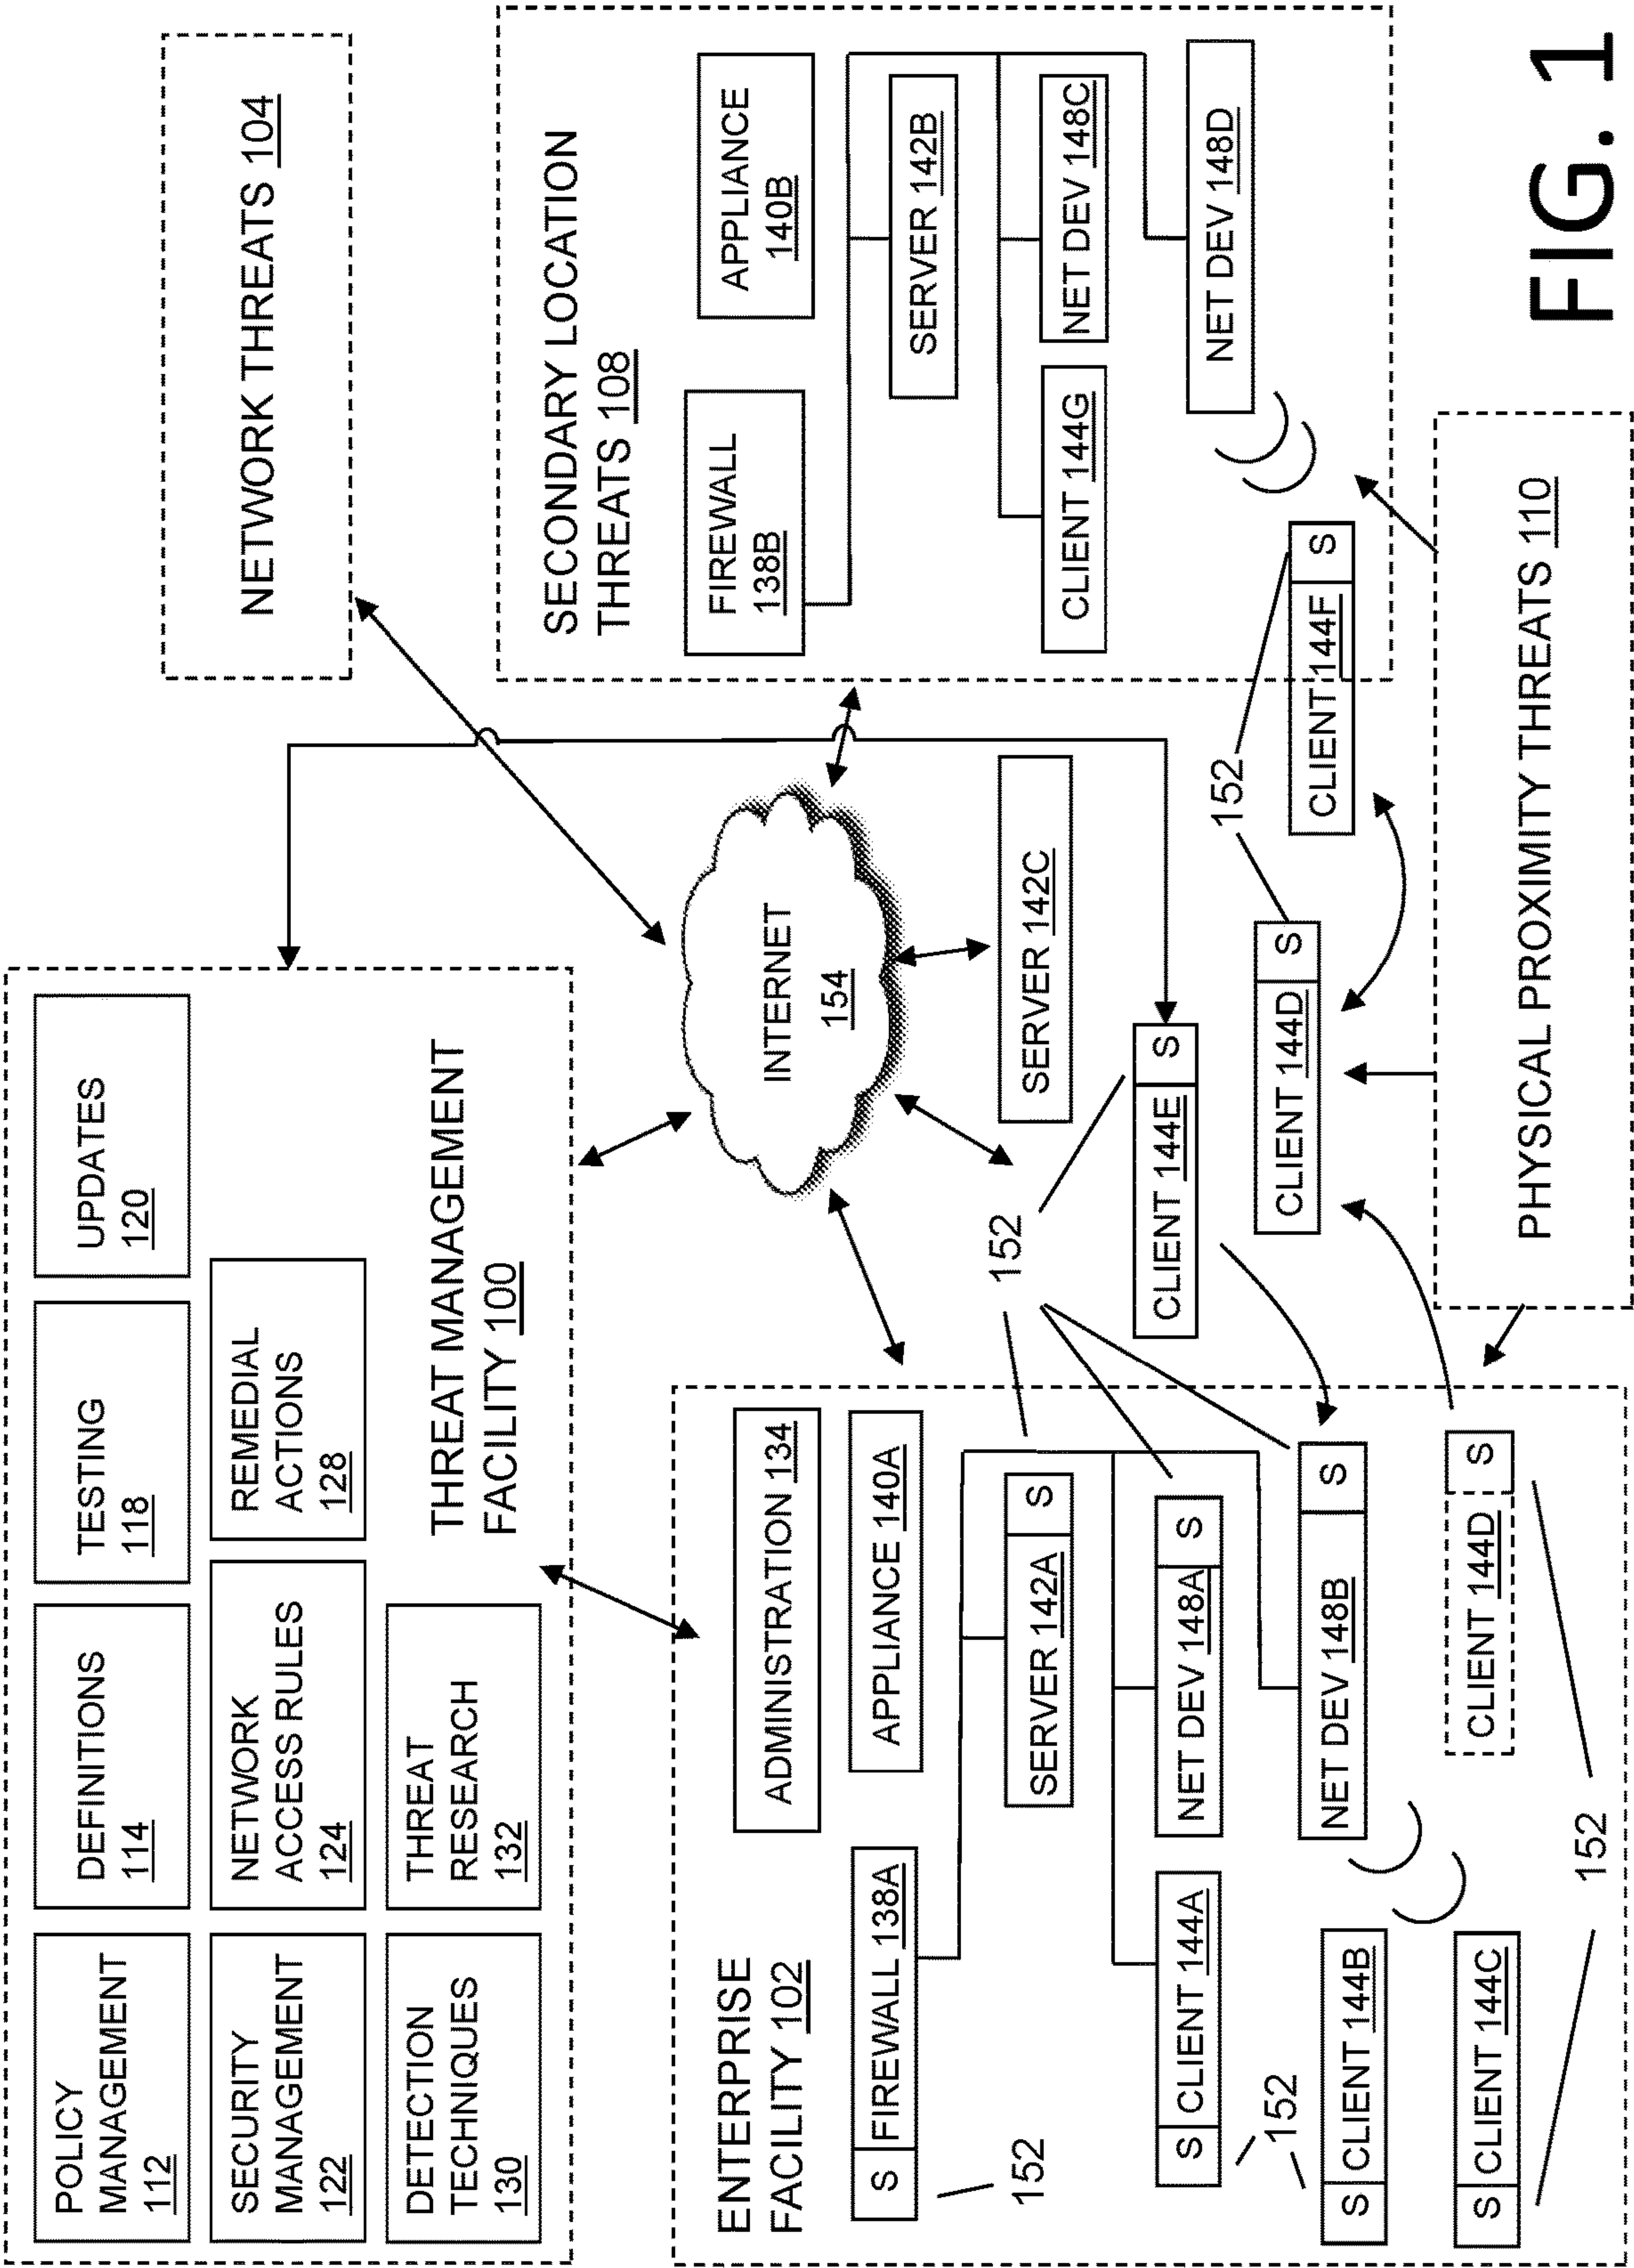 POLICY
MANAGEMENT
112
DEFINITIONS
114
TESTING
118
UPDATES
120
SECURITY
MANAGEMENT
122
NETWORK
ACCESS RULES
124
REMEDIAL
ACTIONS
128
DETECTION
TECHNIQUES
130
THREAT
RESEARCH
132
THREAT MANAGEMENT
FACILITY 100
NETWORK THREATS 104
INTERNET
154
SECONDARY LOCATION
THREATS 108
FIREWALL
138B
APPLIANCE
140B
SERVER 142B
CLIENT 144G
NET DEV 148C
NET DEV 148D
ENTERPRISE
FACILITY 102
ADMINISTRATION 134
S FIREWALL 138A
APPLIANCE 140A
152
SERVER 142A S
152
SERVER 142C
S CLIENT 144A
NET DEV 148A S
CLIENT 144E S
152
S CLIENT 144B
NET DEV 148B S
CLIENT 144D S
152
CLIENT 144F S
S CLIENT 144C
CLIENT 144D S
152
PHYSICAL PROXIMITY THREATS 110
FIG. 1